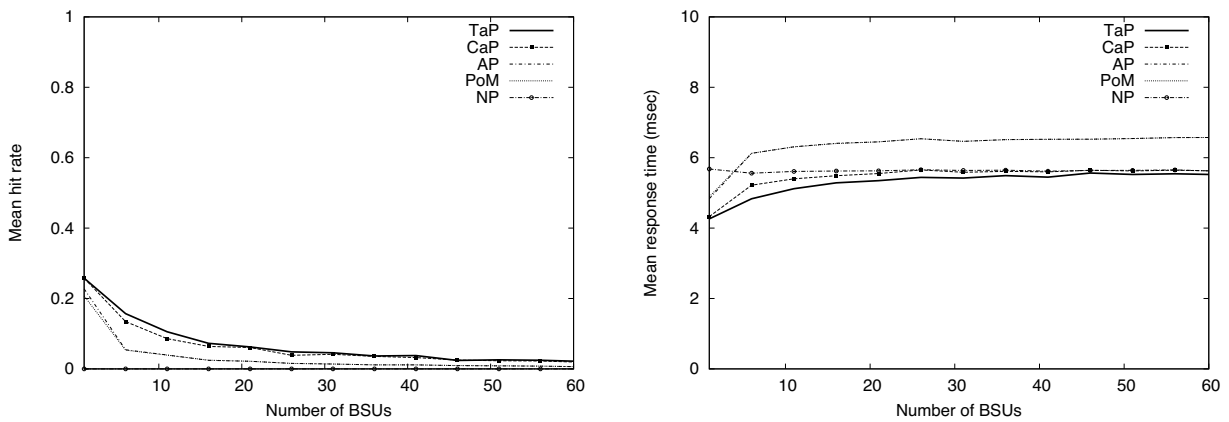 1
0.8
0.6
0.4
0.2
0
10
20
30
40
50
60
Mean hit rate
Number of BSUs
TaP
CaP
AP
PoM
NP
10
8
6
4
2
0
10
20
30
40
50
60
Mean response time (msec)
Number of BSUs
TaP
CaP
AP
PoM
NP